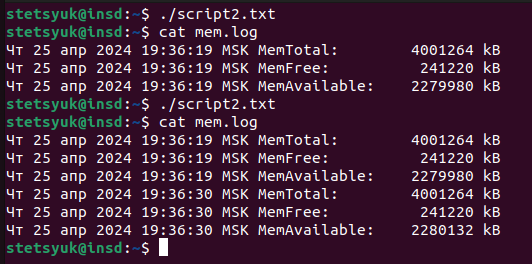 stetsyuk@insd:~$ ./script2.txt
stetsyuk@insd:~$ cat mem.log
Чт 25 апр 2024 19:36:19 MSK MemTotal:        4001264 kB
Чт 25 апр 2024 19:36:19 MSK MemFree:          241220 kB
Чт 25 апр 2024 19:36:19 MSK MemAvailable:    2279980 kB
stetsyuk@insd:~$ ./script2.txt
stetsyuk@insd:~$ cat mem.log
Чт 25 апр 2024 19:36:19 MSK MemTotal:        4001264 kB
Чт 25 апр 2024 19:36:19 MSK MemFree:          241220 kB
Чт 25 апр 2024 19:36:19 MSK MemAvailable:    2279980 kB
Чт 25 апр 2024 19:36:30 MSK MemTotal:        4001264 kB
Чт 25 апр 2024 19:36:30 MSK MemFree:          241220 kB
Чт 25 апр 2024 19:36:30 MSK MemAvailable:    2280132 kB
stetsyuk@insd:~$